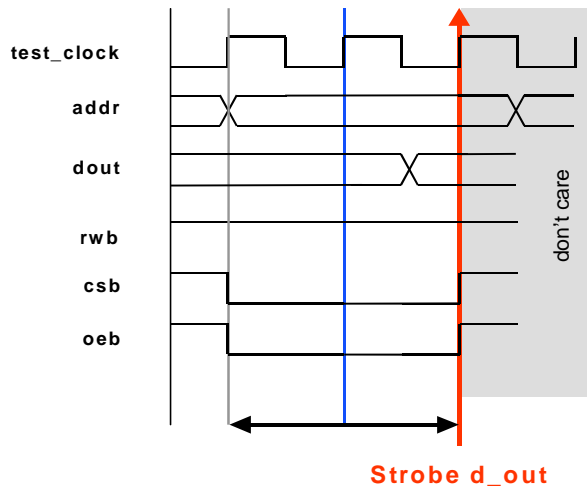 test_clock
addr
dout
rwb
csb
oeb
don't care
Strobe d_out